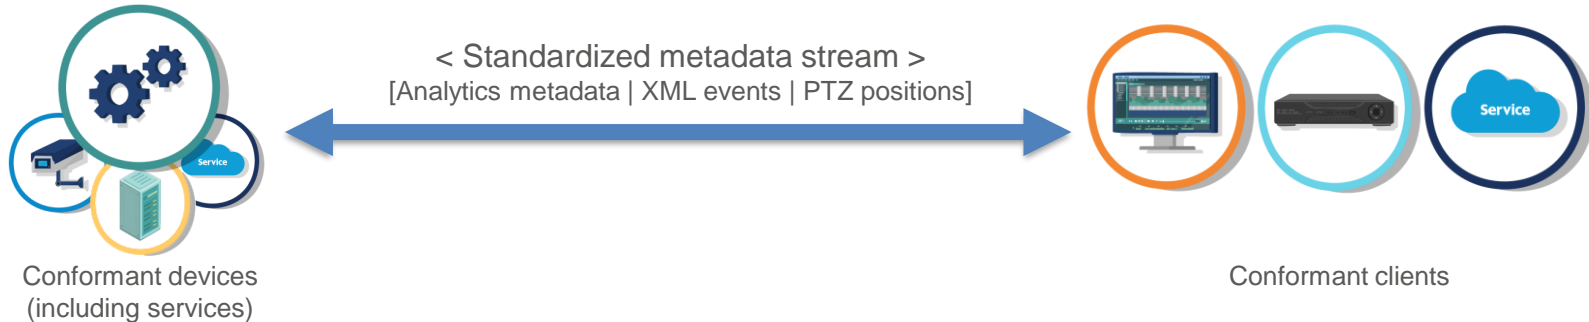 < Standardized metadata stream >
[Analytics metadata | XML events | PTZ positions]
Service
Service
Conformant devices
(including services)
Conformant clients